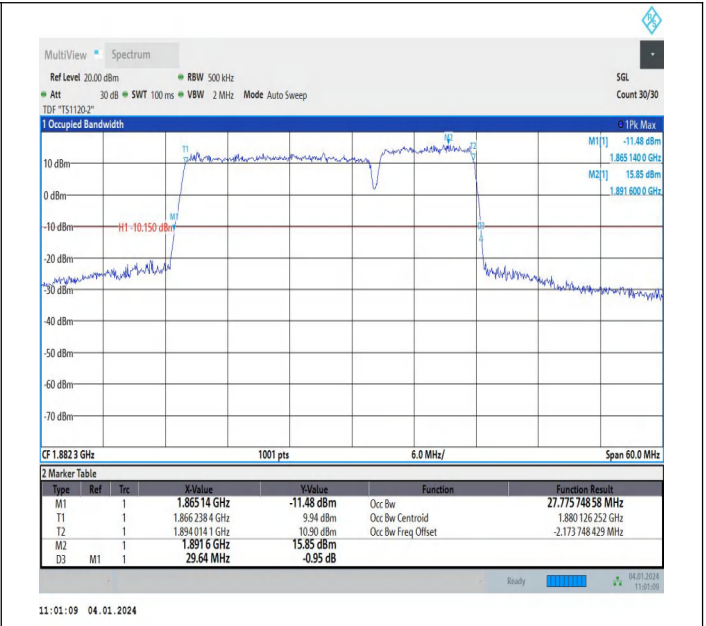 R S
MultiView Spectrum
Ref Level 20.00 dBm RBW 500 kHz SGL
Att 30 dB SWT 100 ms VBW 2 MHz Mode Auto Sweep Count 30/30
TDF "TS1120-2"
1 Occupied Bandwidth 1Pk Max
M1[1] -11.48 dBm
1.865 140 0 GHz
M2[1] 15.85 dBm
1.891 600 0 GHz
T1 M2 T2
10 dBm
0 dBm
M1
-10 dBm H1 -10.150 dBm D3
-20 dBm
-30 dBm
-40 dBm
-50 dBm
-60 dBm
-70 dBm
CF 1.882 3 GHz 1001 pts 6.0 MHz/ Span 60.0 MHz
2 Marker Table
Type Ref Trc X-Value Y-Value Function Function Result
M1 1 1.865 14 GHz -11.48 dBm Occ Bw 27.775 748 58 MHz
T1 1 1.866 238 4 GHz 9.94 dBm Occ Bw Centroid 1.880 126 252 GHz
T2 1 1.894 014 1 GHz 10.90 dBm Occ Bw Freq Offset -2.173 748 429 MHz
M2 1 1.891 6 GHz 15.85 dBm
D3 M1 1 29.64 MHz -0.95 dB
Ready 04.01.2024
11:01:09
11:01:09 04.01.2024